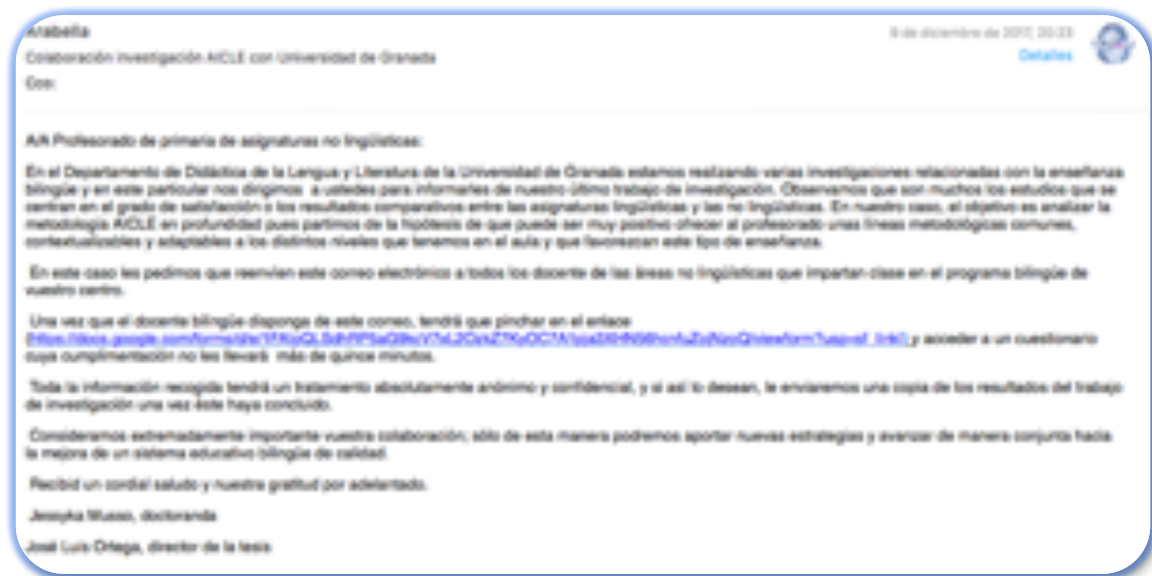 Arabella
9 de diciembre de 2017, 20:23
Colaboración investigación AICLE con Universidad de Granada
Detalles
Cco:
A/A Profesorado de primaria de asignaturas no lingüísticas:
En el Departamento de Didáctica de la Lengua y Literatura de la Universidad de Granada estamos realizando varias investigaciones relacionadas con la enseñanza
bilingüe y en este particular nos dirigimos a ustedes para informarles de nuestro último trabajo de investigación. Observamos que son muchos los estudios que se
centran en el grado de satisfacción o los resultados comparativos entre las asignaturas lingüísticas y las no lingüísticas. En nuestro caso, el objetivo es analizar la
metodología AICLE en profundidad pues partimos de la hipótesis de que puede ser muy positivo ofrecer al profesorado unas líneas metodológicas comunes,
contextualizables y adaptables a los distintos niveles que tenemos en el aula y que favorezcan este tipo de enseñanza.
En este caso les pedimos que reenvíen este correo electrónico a todos los docente de las áreas no lingüísticas que impartan clase en el programa bilingüe de
vuestro centro.
Una vez que el docente bilingüe disponga de este correo, tendrá que pinchar en el enlace
y acceder a un cuestionario
cuya cumplimentación no les llevará más de quince minutos.
Toda la información recogida tendrá un tratamiento absolutamente anónimo y confidencial, y si así lo desean, le enviaremos una copia de los resultados del trabajo
de investigación una vez éste haya concluido.
Consideramos extremadamente importante vuestra colaboración; sólo de esta manera podremos aportar nuevas estrategias y avanzar de manera conjunta hacia
la mejora de un sistema educativo bilingüe de calidad.
Recibid un cordial saludo y nuestra gratitud por adelantado.
Jessyka Musso, doctoranda
José Luis Ortega, director de la tesis